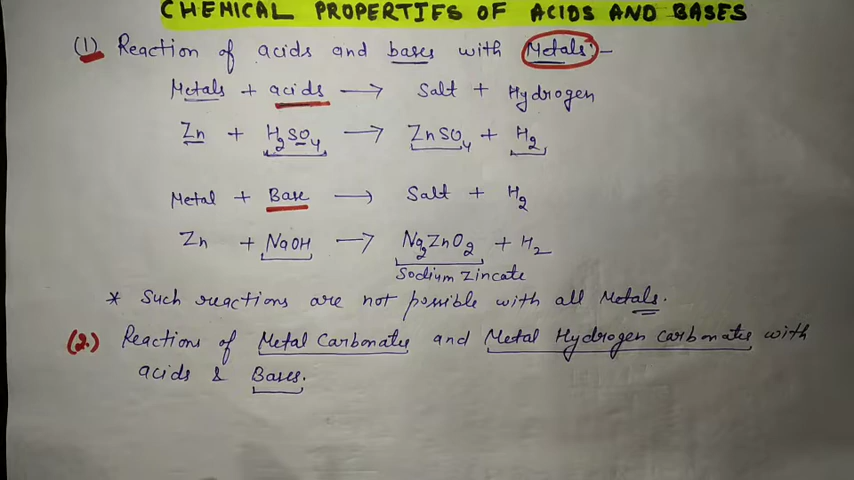 CHEMICAL PROPERTIES OF ACIDS AND BASES
(1) Reaction of acids and bases with Metals:-
Metals + acids → Salt + Hydrogen
Zn + H2SO4 → ZnSO4 + H2
Metal + Base → Salt + H2
Zn + NaOH → Na2ZnO2 + H2
Sodium Zincate
* Such reactions are not possible with all Metals.
(2.) Reactions of Metal Carbonates and Metal Hydrogen carbonates with
acids & Bases.